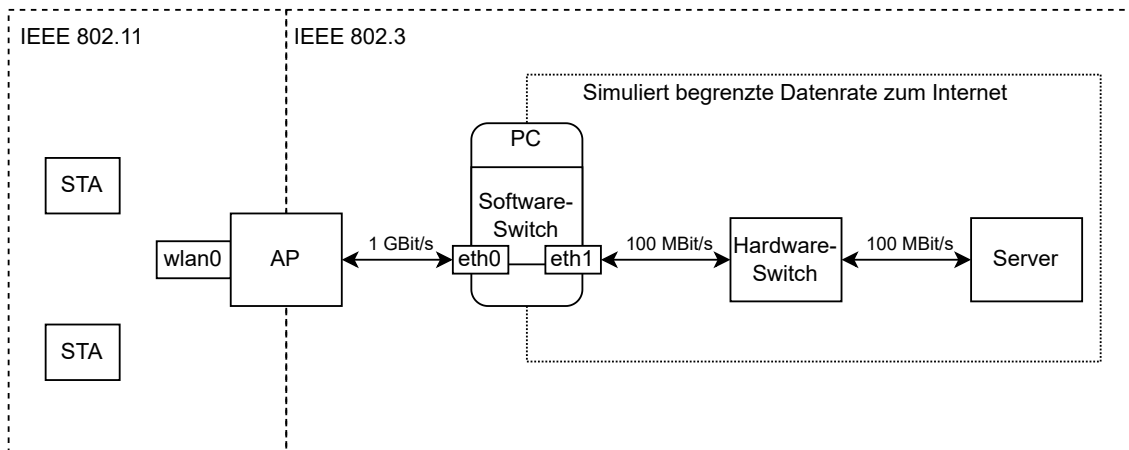 IEEE 802.11
IEEE 802.3
Simuliert begrenzte Datenrate zum Internet
PC
STA
Software-
Switch
wlan0
AP
1 GBit/s
eth0
eth1
100 MBit/s
Hardware-
Switch
100 MBit/s
Server
STA